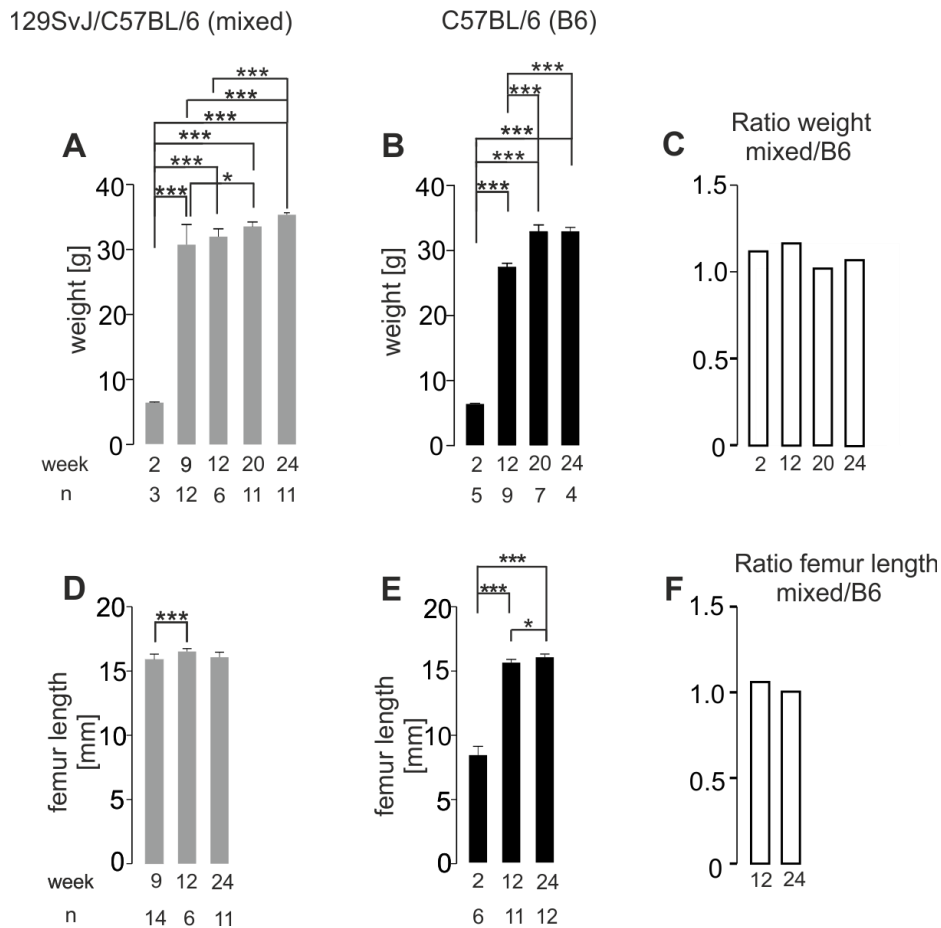 129SvJ/C57BL/6 (mixed)
C57BL/6 (B6)
A
weight [g]
40
30
20
10
0
***
***
***
***
***
***
*
***
week 2 9 12 20 24
n 3 12 6 11 11
B
weight [g]
40
30
20
10
0
***
***
***
***
***
2 12 20 24
5 9 7 4
C
Ratio weight
mixed/B6
1.5
1.0
0.5
0
2 12 20 24
D
femur length
[mm]
20
15
10
5
0
***
week 9 12 24
n 14 6 11
E
femur length
[mm]
20
15
10
5
0
***
***
*
2 12 24
6 11 12
F
Ratio femur length
mixed/B6
1.5
1.0
0.5
0
12 24